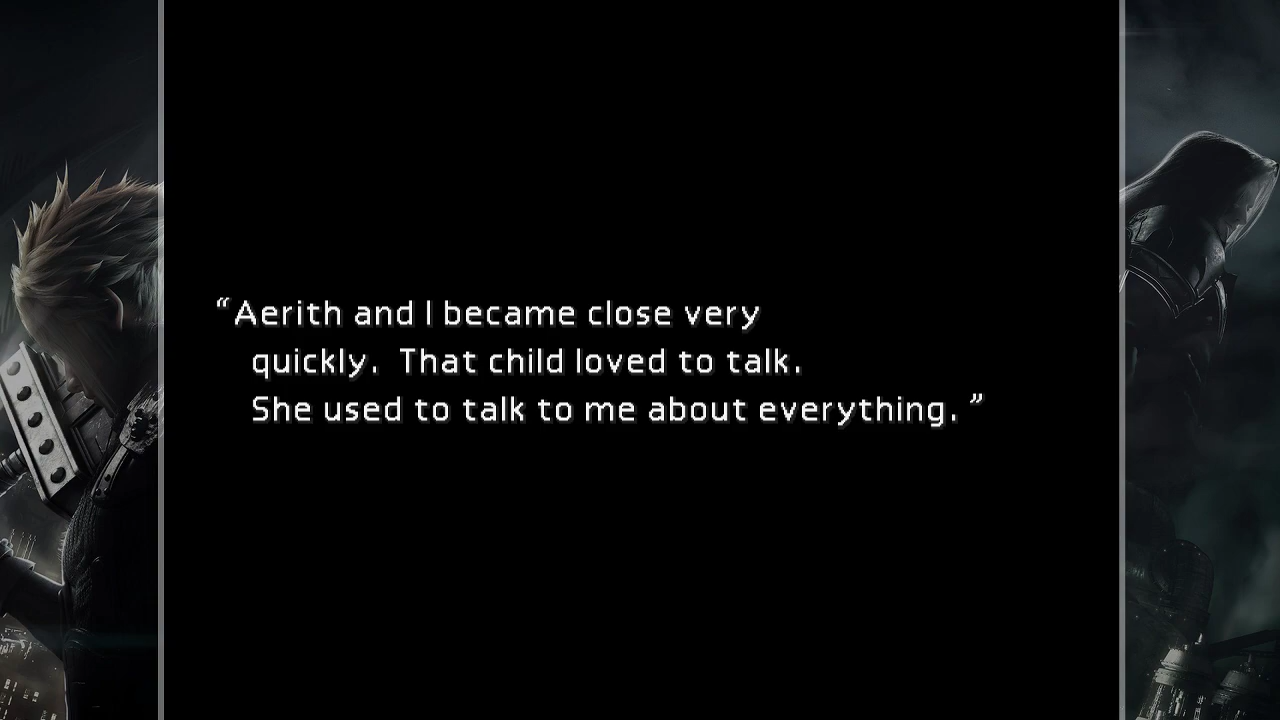 “Aerith and I became close very
quickly. That child loved to talk.
She used to talk to me about everything. ”